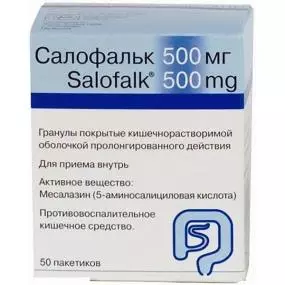 Салофальк 500 мг
Salofalk® 500 mg
Гранулы покрытые кишечнорастворимой
оболочкой пролонгированного действия
Для приема внутрь
Активное вещество:
Месалазин (5-аминосалициловая кислота)
Противовоспалительное
кишечное средство.
5
50 пакетиков